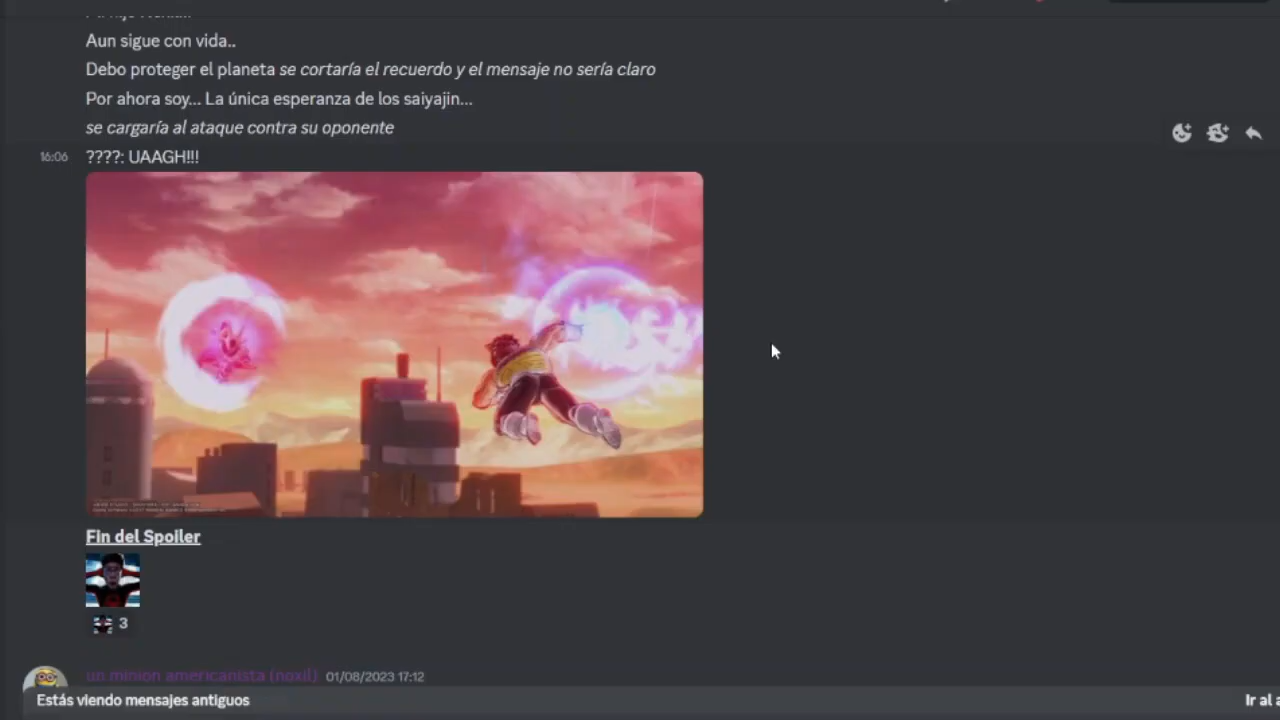 Aun sigue con vida..
Debo proteger el planeta se cortaría el recuerdo y el mensaje no sería claro
Por ahora soy... La única esperanza de los saiyajin...
se cargaría al ataque contra su oponente
16:06 ????: UAAGH!!!
Fin del Spoiler
3
un minion americanista (noxil) 01/08/2023 17:12
Estás viendo mensajes antiguos
Ir al a